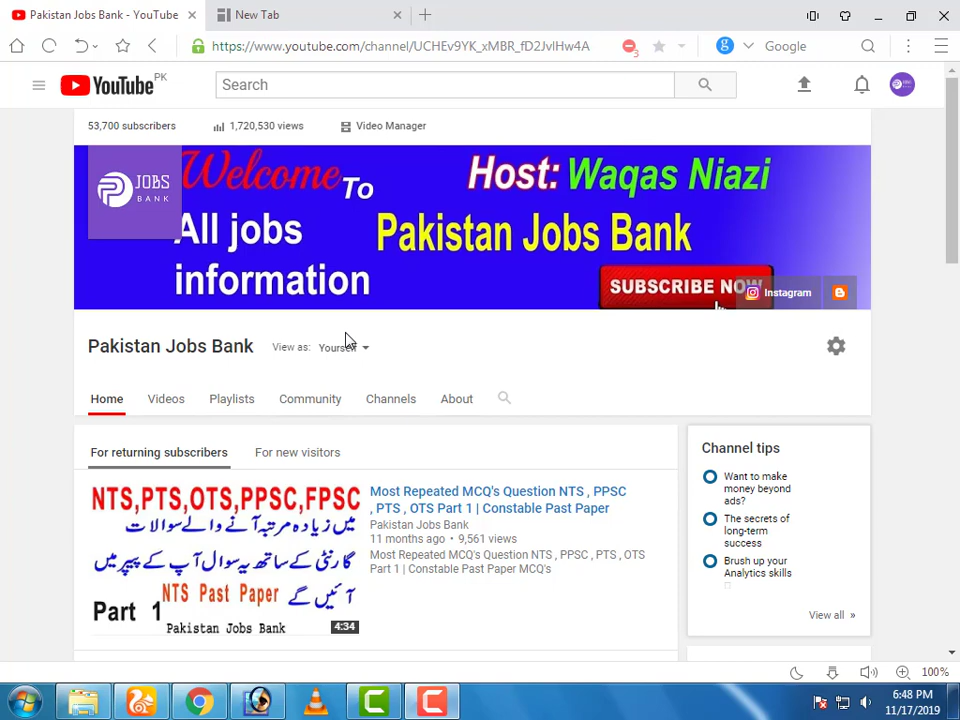 Pakistan Jobs Bank - YouTube
New Tab
https://www.youtube.com/channel/UCHEv9YK_xMBR_fD2JvlHw4A
3
g
Google
YouTube PK
Search
53,700 subscribers
1,720,530 views
Video Manager
JOBS
BANK
Welcome To
Host: Waqas Niazi
All jobs
information
Pakistan Jobs Bank
SUBSCRIBE NOW
Instagram
Pakistan Jobs Bank
View as:
Yourself
Home
Videos
Playlists
Community
Channels
About
For returning subscribers
For new visitors
NTS,PTS,OTS,PPSC,FPSC
میں زیادہ مرتبہ آنے والے سوالات
گارنٹی کے ساتھ یہ سوال آپ کے پیپر میں
آئیں گے
NTS Past Paper
Part 1
Pakistan Jobs Bank
4:34
Most Repeated MCQ's Question NTS , PPSC
, PTS , OTS Part 1 | Constable Past Paper
Pakistan Jobs Bank
11 months ago • 9,561 views
Most Repeated MCQ's Question NTS , PPSC , PTS , OTS
Part 1 | Constable Past Paper MCQ's
Channel tips
Want to make
money beyond
ads?
The secrets of
long-term
success
Brush up your
Analytics skills
View all »
100%
6:48 PM
11/17/2019